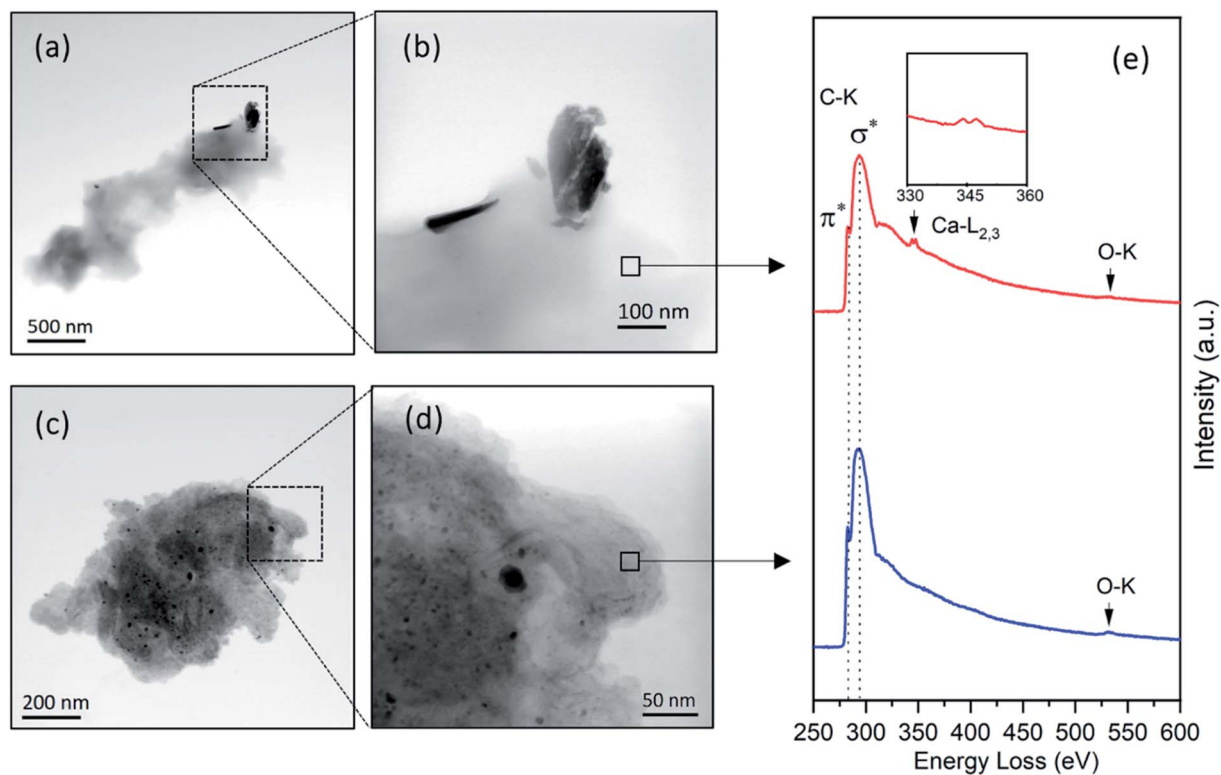 (a)
500 nm
(b)
100 nm
(c)
200 nm
(d)
50 nm
(e)
C-K
σ*
π*
330 345 360
Ca-L2,3
O-K
O-K
Intensity (a.u.)
250 300 350 400 450 500 550 600
Energy Loss (eV)